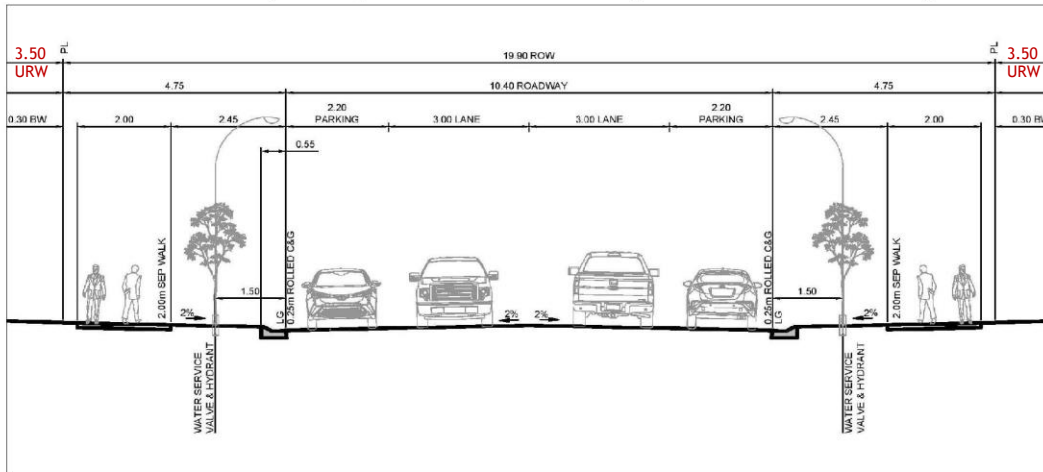 3.50
URW
PL
19.90 ROW
PL
3.50
URW
4.75
10.40 ROADWAY
4.75
0.30 BW
2.00
2.45
2.20
PARKING
3.00 LANE
3.00 LANE
2.20
PARKING
2.45
2.00
0.30 BW
0.55
2.00m SEP WALK
0.25m ROLLED C&G
LG
0.25m ROLLED C&G
LG
2.00m SEP WALK
1.50
1.50
2%
2%
2%
2%
WATER SERVICE
VALVE & HYDRANT
WATER SERVICE
VALVE & HYDRANT